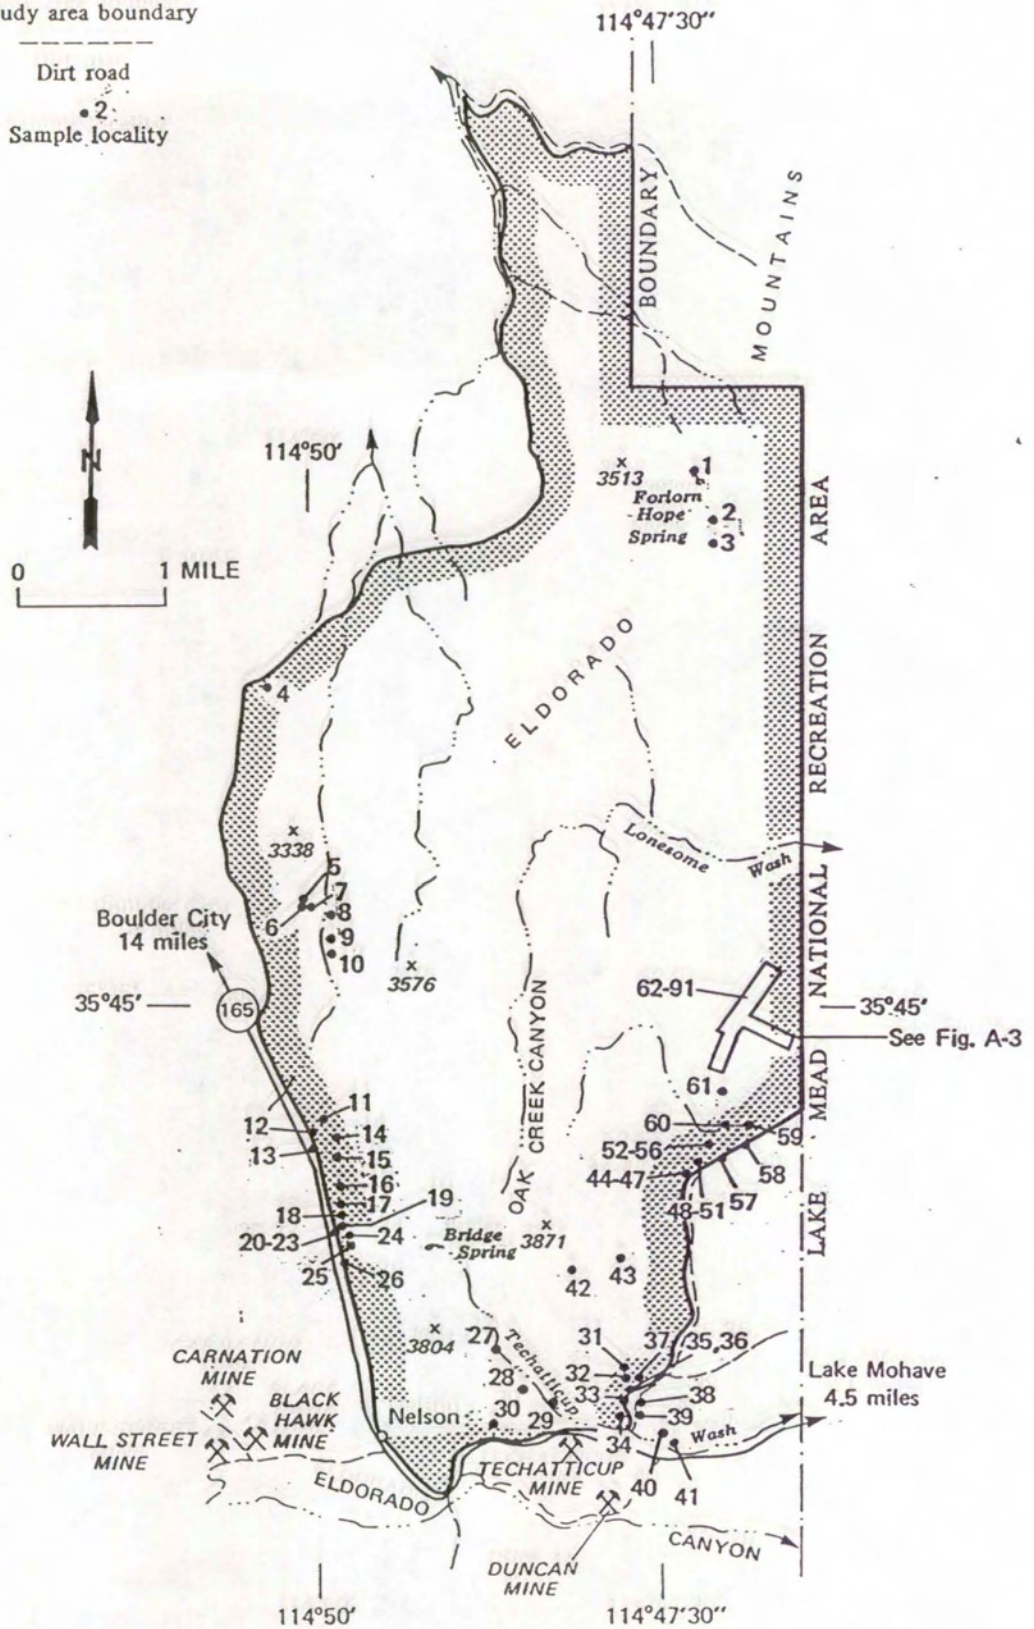 udy area boundary
Dirt road
2
Sample locality
114°47'30"
BOUNDARY
MOUNTAINS
N
0 1 MILE
114°50'
3513
1
Forlorn
Hope
Spring
2
3
AREA
RECREATION
NATIONAL
MEAD
LAKE
ELDORADO
4
3338
5
6
7
8
9
10
Boulder City
14 miles
165
35°45'
3576
Lonesome
Wash
OAK CREEK CANYON
62-91
35°45'
See Fig. A-3
61
60
59
52-56
58
44-47
57
48-51
11
12
13
14
15
16
17
18
19
20-23
24
25
26
Bridge
Spring
3871
42
43
3804
27
Techatticup
28
29
30
31
32
33
34
37
35,36
38
39
40
41
Wash
Lake Mohave
4.5 miles
CARNATION
MINE
BLACK
HAWK
MINE
WALL STREET
MINE
Nelson
TECHATTICUP
MINE
ELDORADO
CANYON
DUNCAN
MINE
114°50'
114°47'30"